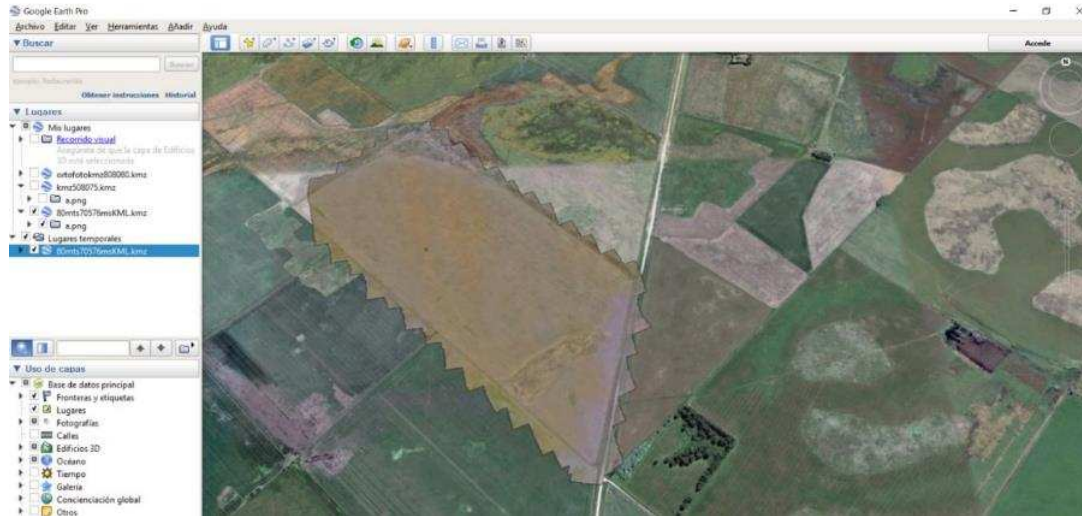 Google Earth Pro
Archivo Editar Ver Herramientas Añadir Ayuda
▼ Buscar
Buscar
Accede
N
Obtener instrucciones Historial
▼ Lugares
Mis lugares
Recorrido visual
Asegúrate de que la capa de Edificios
3D esté seleccionada
ortofotokmz808080.kmz
kmz508075.kmz
a.png
80mts70576msKML.kmz
a.png
Lugares temporales
80mts70576msKML.kmz
▼ Uso de capas
Base de datos principal
Fronteras y etiquetas
Lugares
Fotografías
Calles
Edificios 3D
Océano
Tiempo
Galería
Concienciación global
Otros